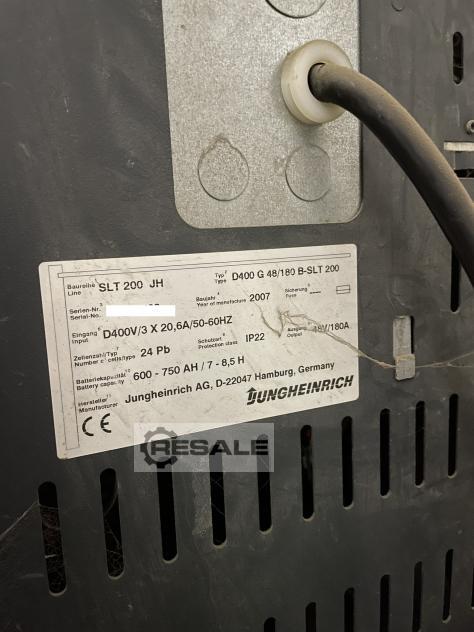 Baureihe Line SLT 200 JH Typ Type D400 G 48/180 B-SLT 200
Serien-Nr. Serial-No. Baujahr Year of manufacture 2007 Sicherung Fuse
Eingang Input D400V/3 X 20,6A/50-60HZ Schutzart Protection class IP22 Ausgang Output 48V/180A
Zellenzahl/Typ Number of cells/type 24 Pb
Batteriekapazität Battery capacity 600 - 750 AH / 7 - 8,5 H
Hersteller Manufacturer Jungheinrich AG, D-22047 Hamburg, Germany
CE JUNGHEINRICH
RESALE